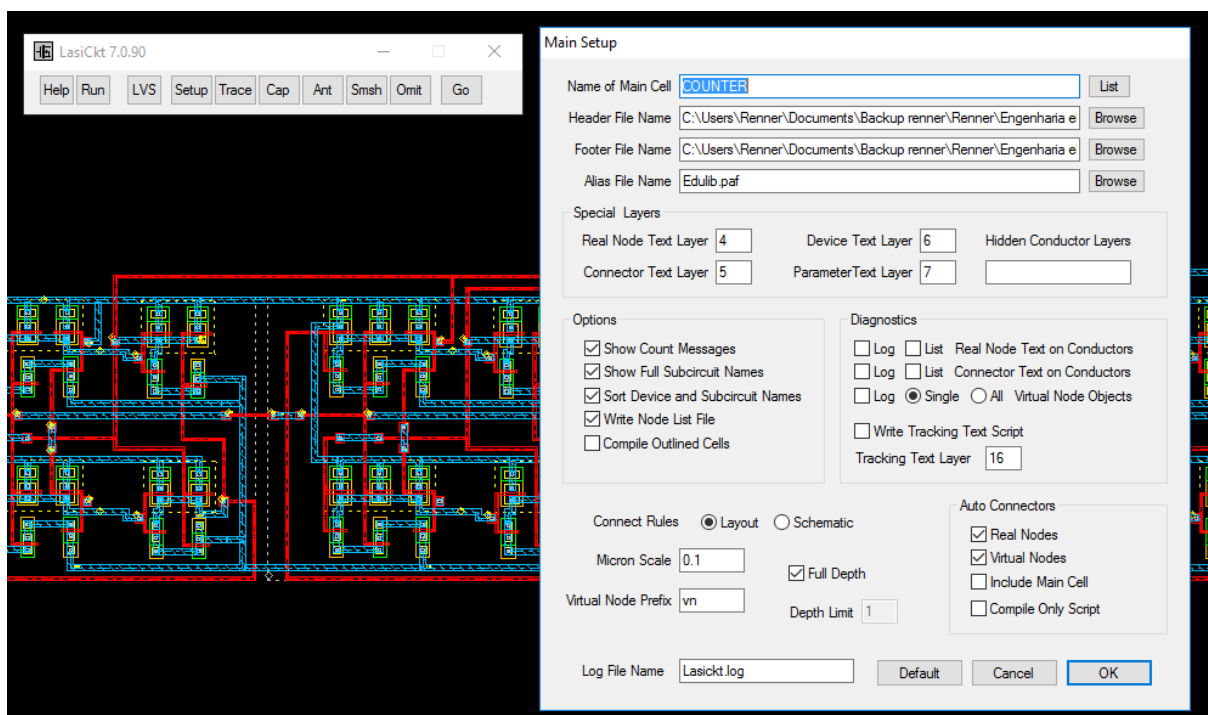 LasiCkt 7.0.90
Help Run LVS Setup Trace Cap Ant Smsh Omit Go
Main Setup
Name of Main Cell COUNTER List
Header File Name C:\Users\Renner\Documents\Backup renner\Renner\Engenharia e Browse
Footer File Name C:\Users\Renner\Documents\Backup renner\Renner\Engenharia e Browse
Alias File Name Edulib.paf Browse
Special Layers
Real Node Text Layer 4 Device Text Layer 6 Hidden Conductor Layers
Connector Text Layer 5 ParameterText Layer 7
Options
Show Count Messages
Show Full Subcircuit Names
Sort Device and Subcircuit Names
Write Node List File
Compile Outlined Cells
Diagnostics
Log List Real Node Text on Conductors
Log List Connector Text on Conductors
Log Single All Virtual Node Objects
Write Tracking Text Script
Tracking Text Layer 16
Connect Rules Layout Schematic
Micron Scale 0.1 Full Depth
Virtual Node Prefix vn Depth Limit 1
Auto Connectors
Real Nodes
Virtual Nodes
Include Main Cell
Compile Only Script
Log File Name Lasickt.log Default Cancel OK